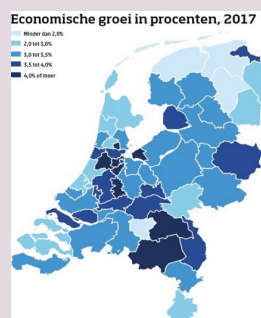 Economische groei in procenten, 2017
Minder dan 2,0%
2,0 tot 3,0%
3,0 tot 3,5%
3,5 tot 4,0%
4,0% of meer